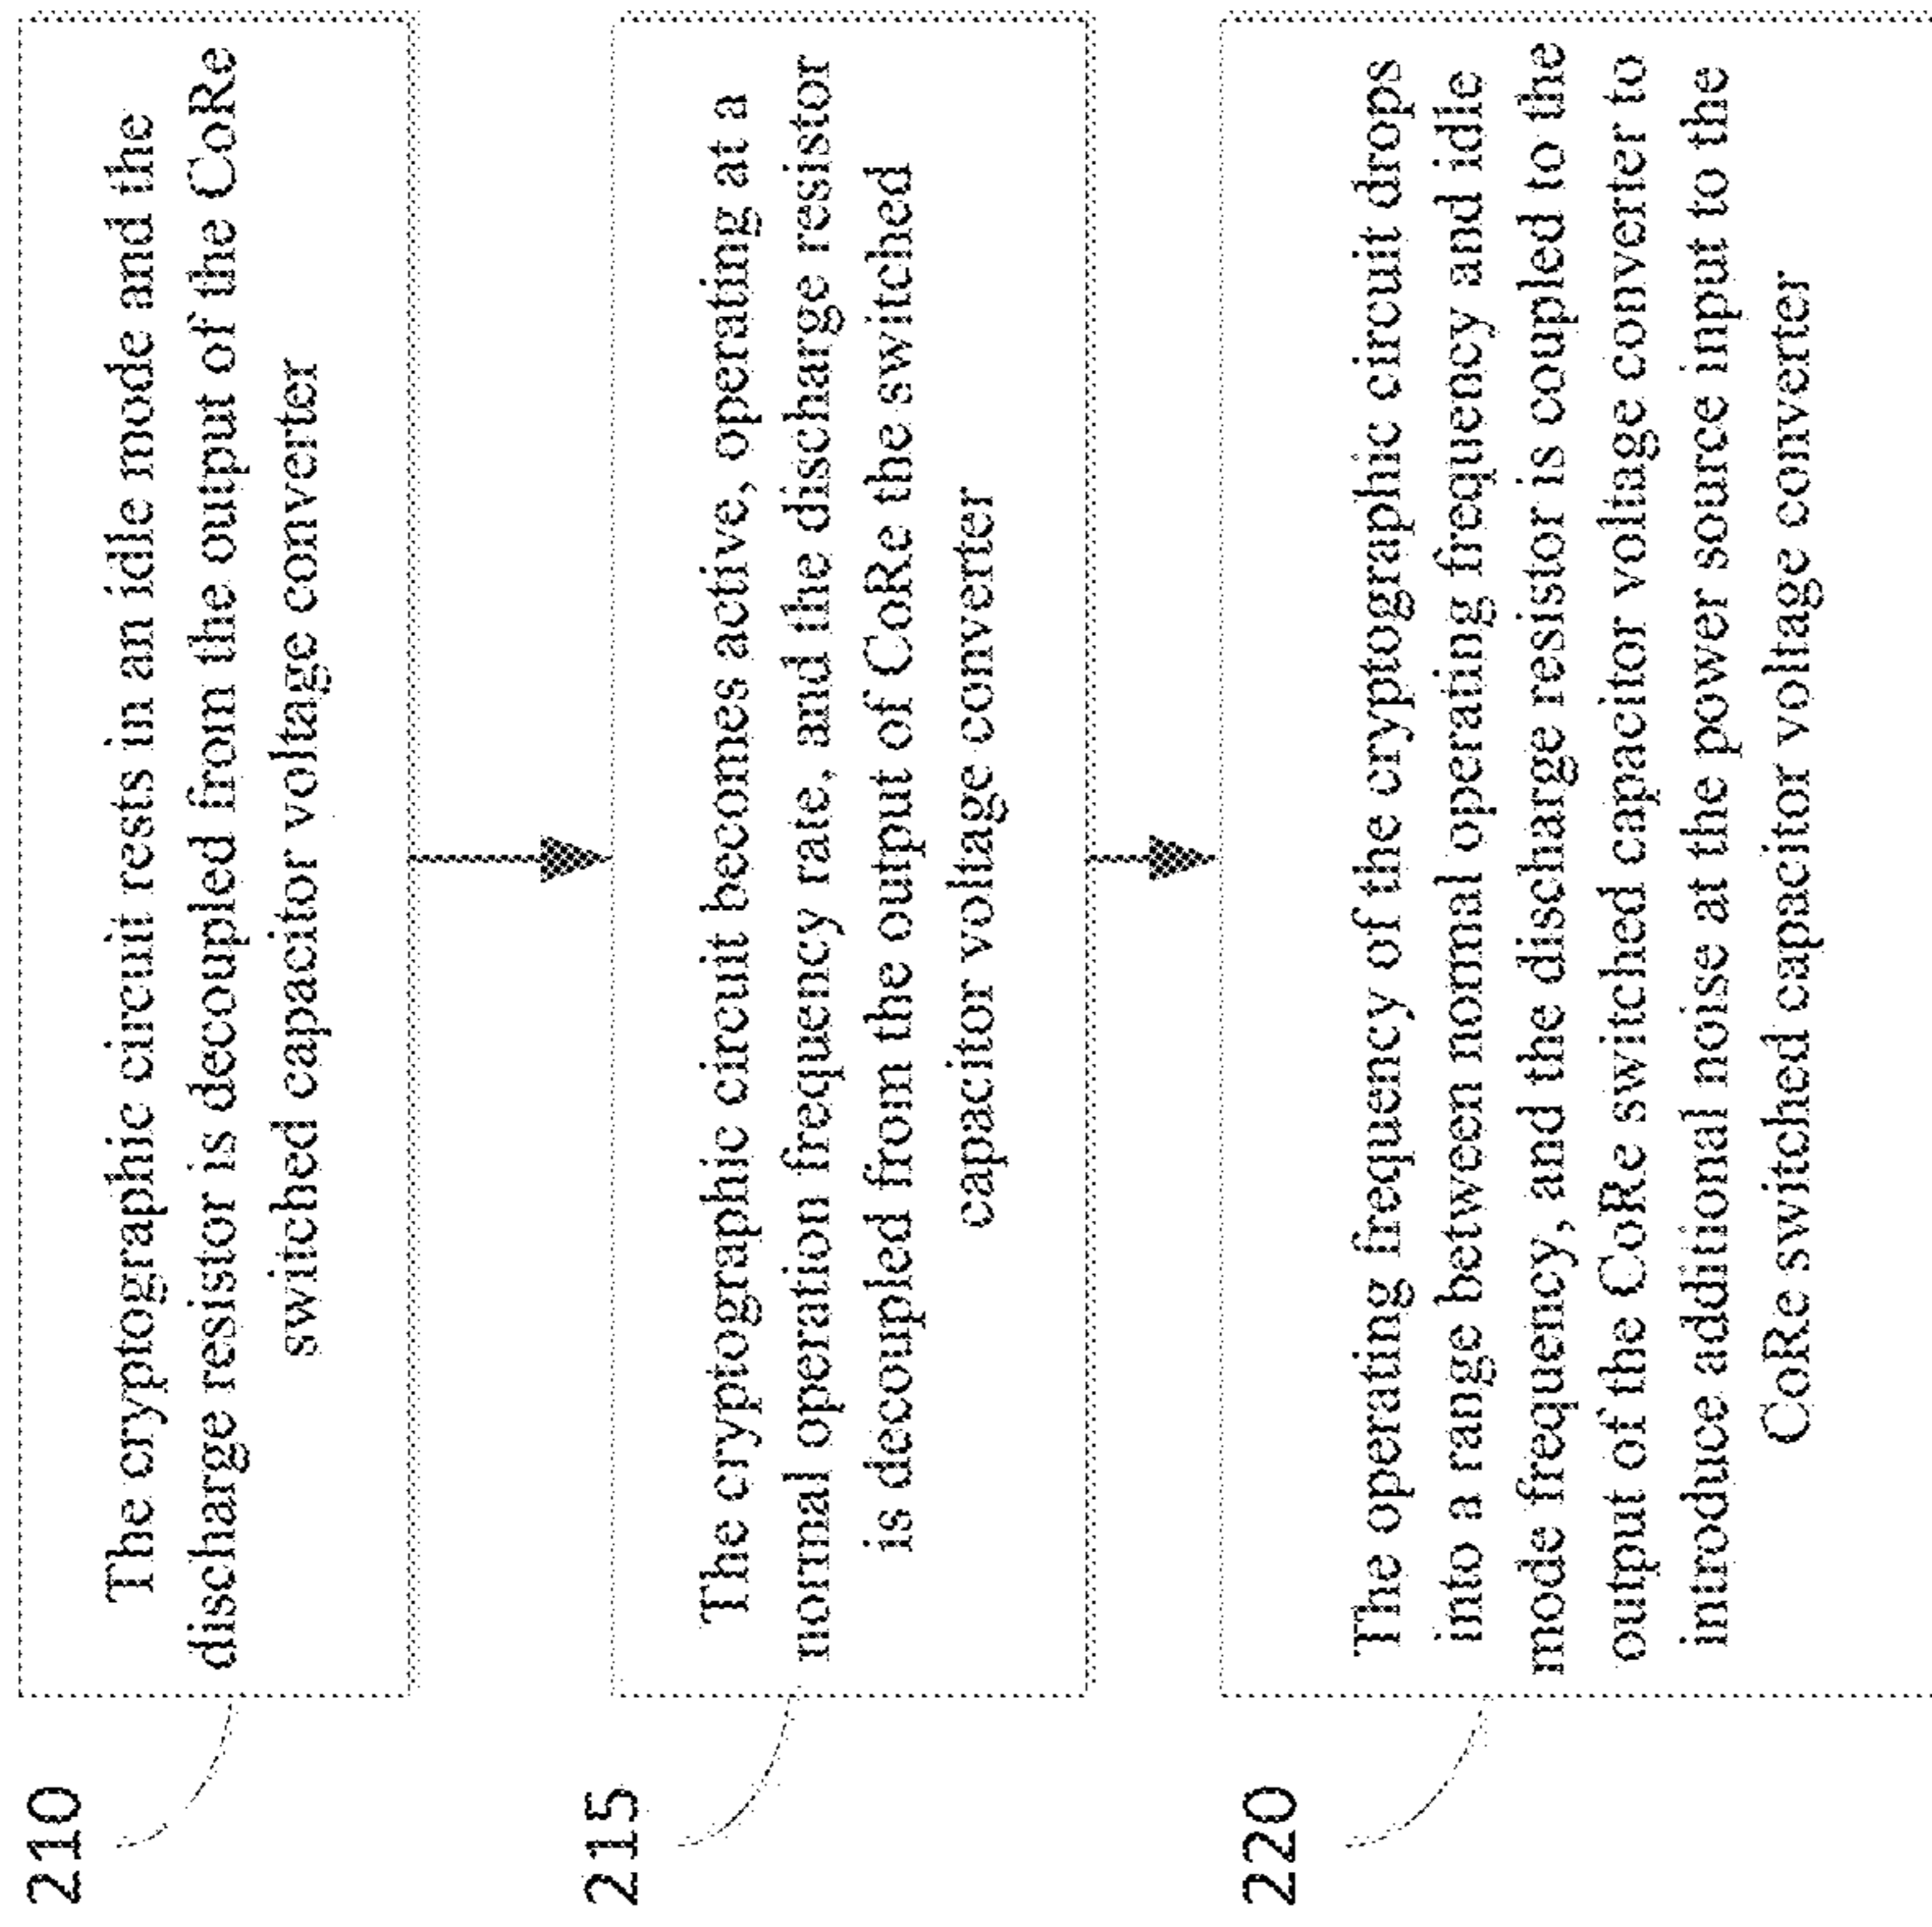 210
The cryptographic circuit rests in an idle mode and the
discharge resistor is decoupled from the output of the CoRe
switched capacitor voltage converter
215
The cryptographic circuit becomes active, operating at a
normal operation frequency rate, and the discharge resistor
is decoupled from the output of CoRe the switched
capacitor voltage converter
220
The operating frequency of the cryptographic circuit drops
into a range between normal operating frequency and idle
mode frequency, and the discharge resistor is coupled to the
output of the CoRe switched capacitor voltage converter to
introduce additional noise at the power source input to the
CoRe switched capacitor voltage converter